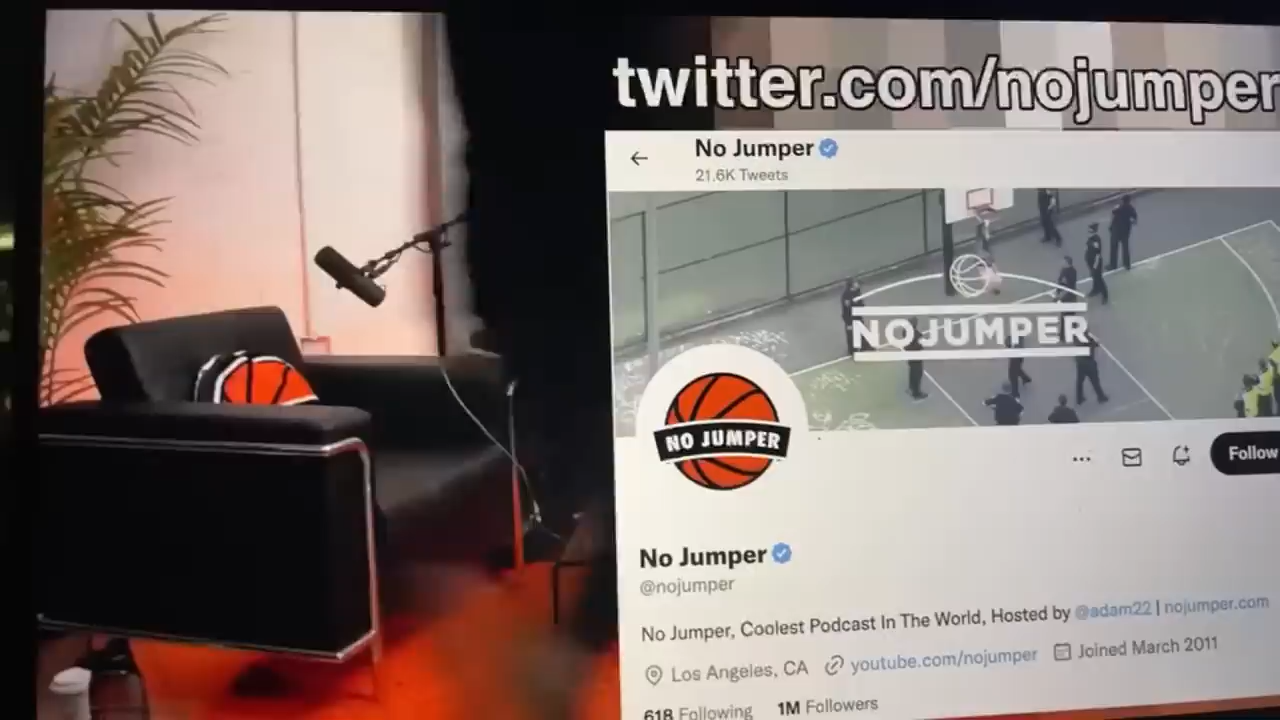 twitter.com/nojumper
No Jumper
21.6K Tweets
NOJUMPER
NO JUMPER
Follow
No Jumper
@nojumper
No Jumper, Coolest Podcast In The World, Hosted by @adam22 | nojumper.com
Los Angeles, CA youtube.com/nojumper Joined March 2011
618 Following 1M Followers